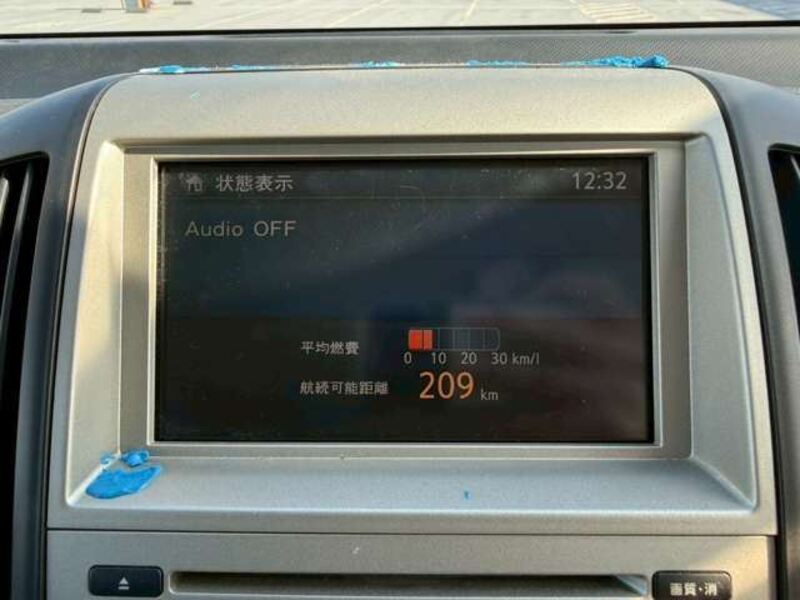 状態表示 12:32
Audio OFF
平均燃費
0 10 20 30 km/l
航続可能距離 209 km
画質・消